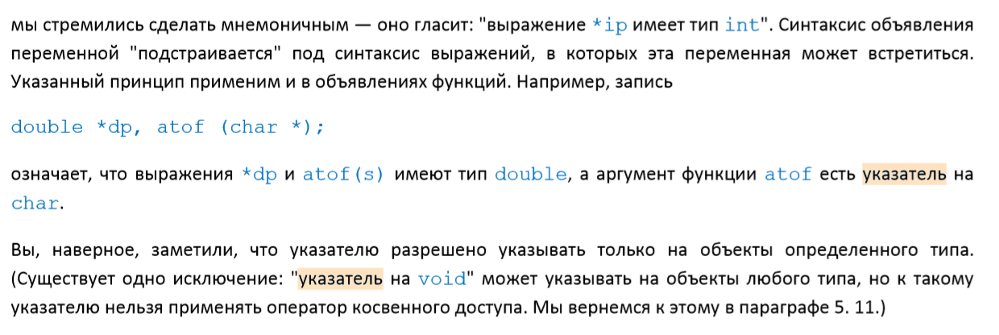 мы стремились сделать мнемоничным — оно гласит: "выражение *ip имеет тип int". Синтаксис объявления
переменной "подстраивается" под синтаксис выражений, в которых эта переменная может встретиться.
Указанный принцип применим и в объявлениях функций. Например, запись
double *dp, atof (char *);
означает, что выражения *dp и atof(s) имеют тип double, а аргумент функции atof есть указатель на
char.
Вы, наверное, заметили, что указателю разрешено указывать только на объекты определенного типа.
(Существует одно исключение: "указатель на void" может указывать на объекты любого типа, но к такому
указателю нельзя применять оператор косвенного доступа. Мы вернемся к этому в параграфе 5. 11.)